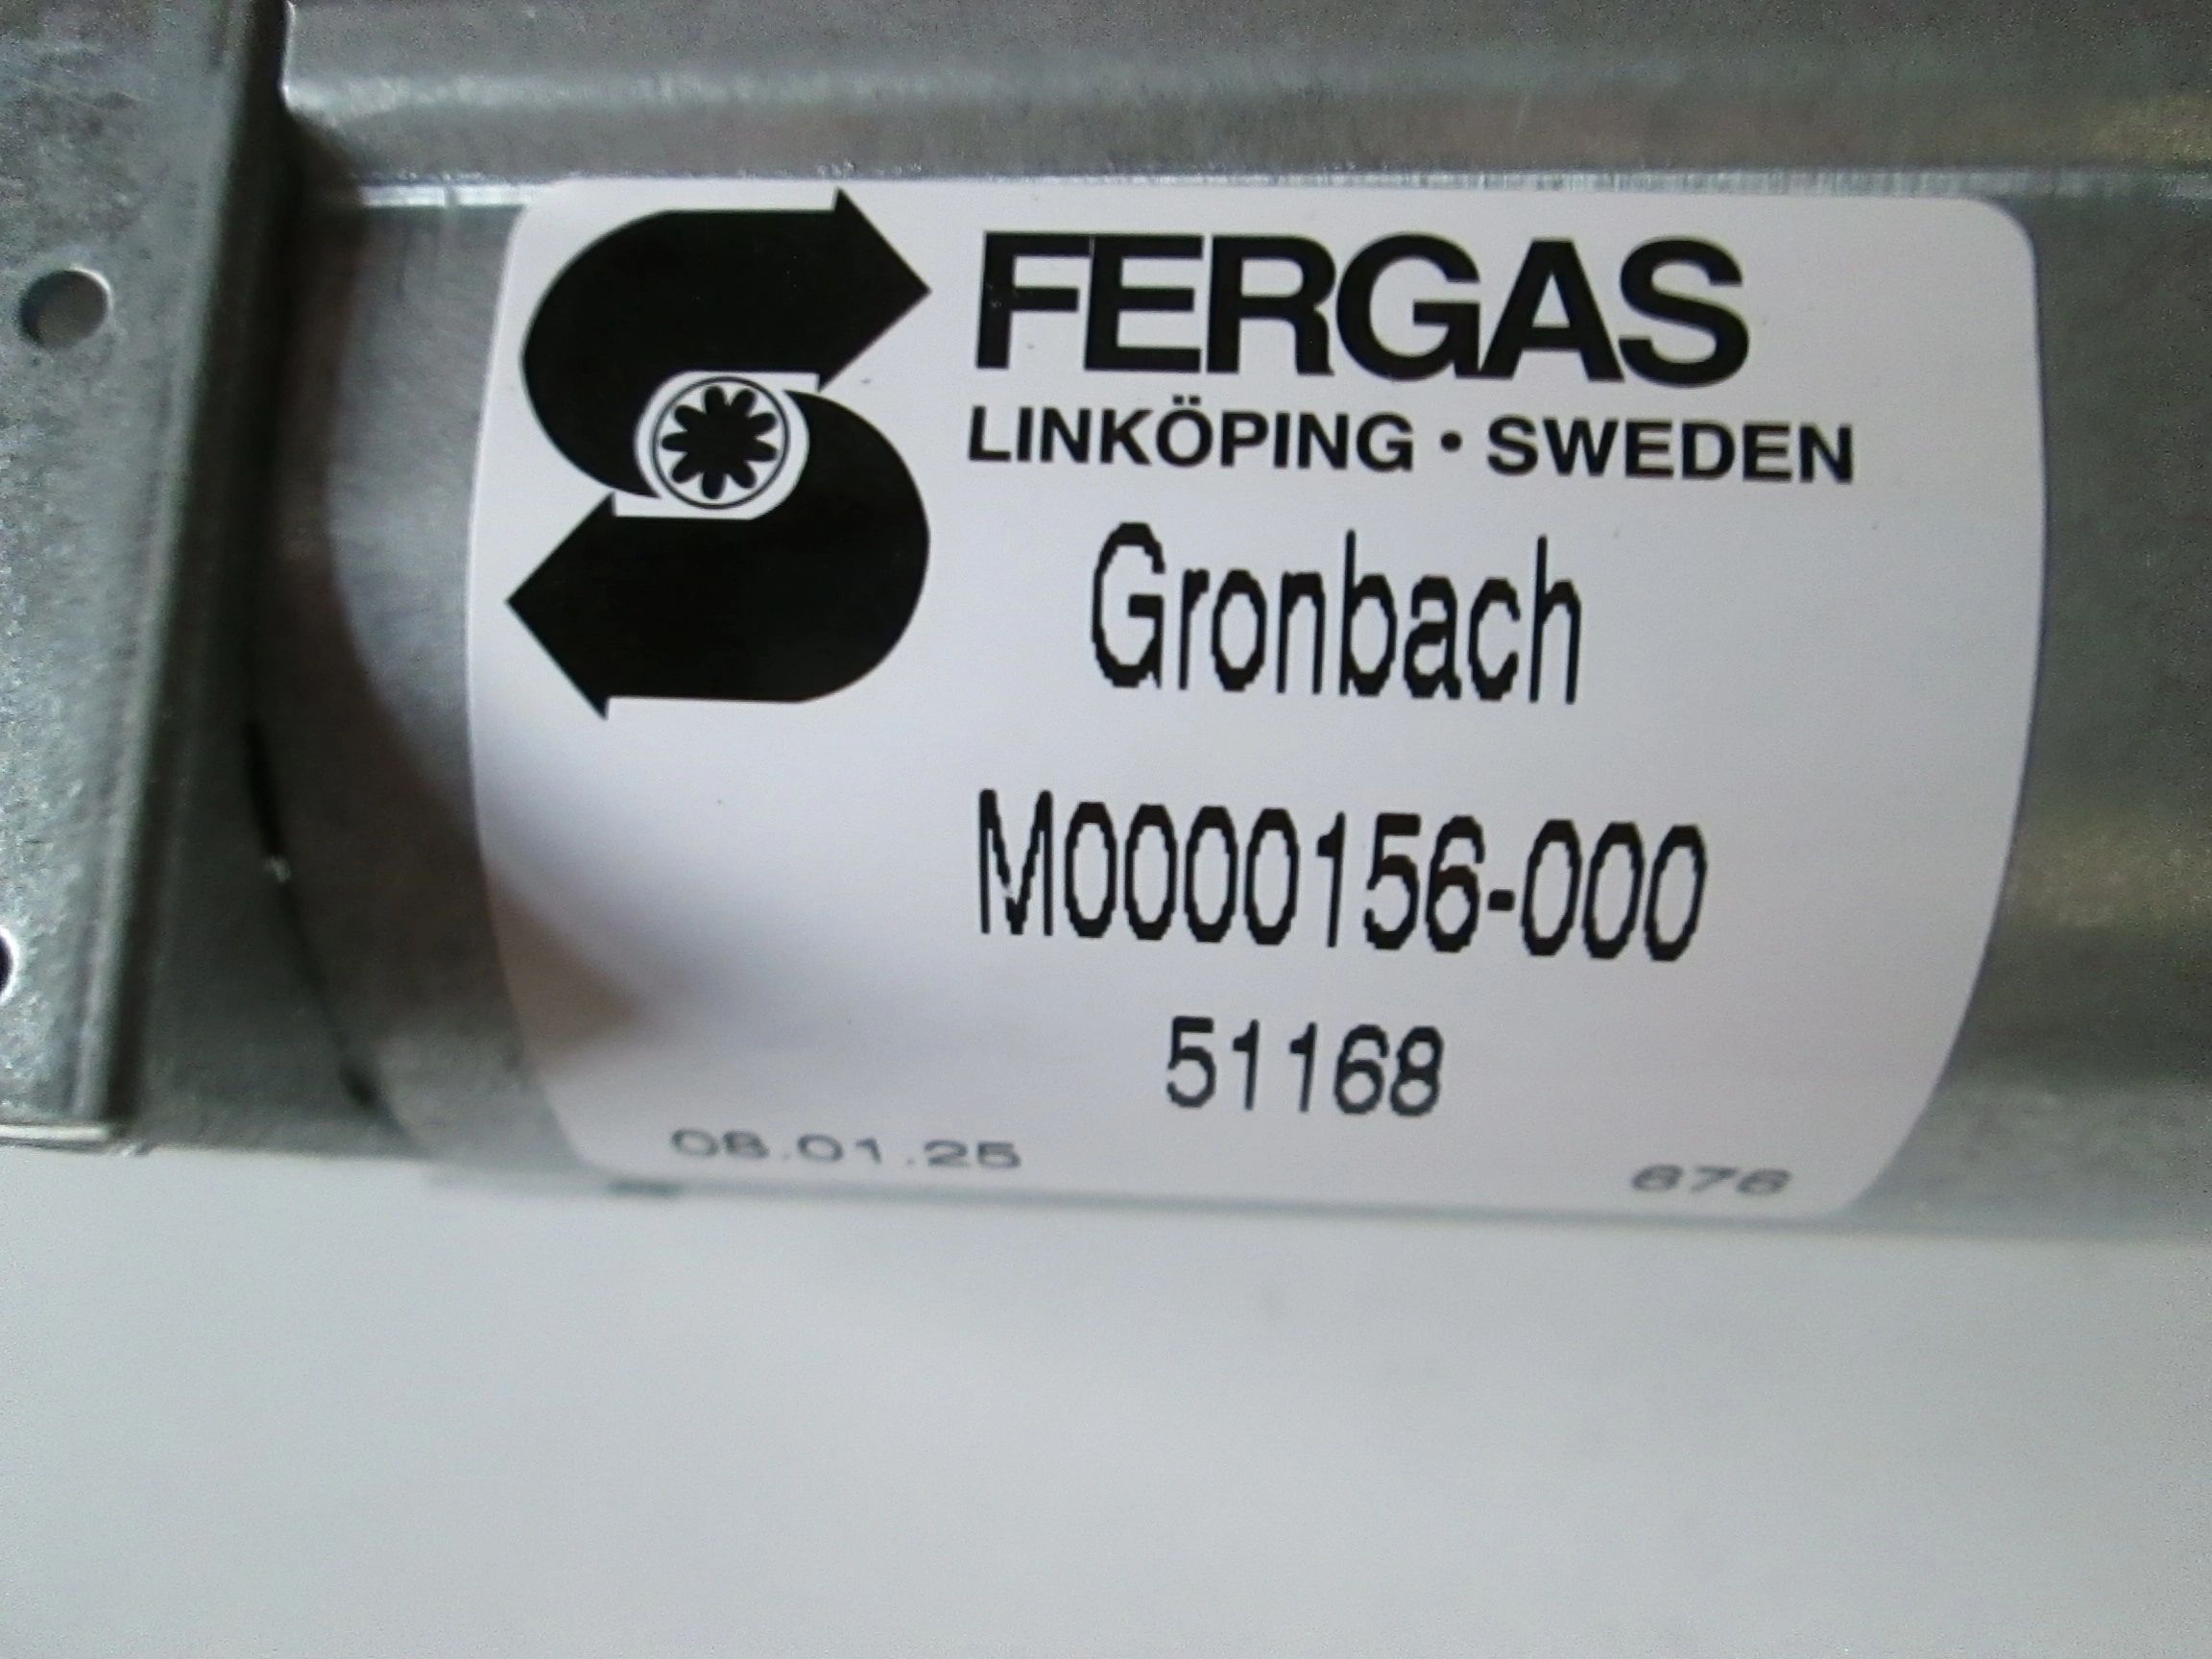 FERGAS
LINKÖPING • SWEDEN
Gronbach
M0000156-000
51168
08.01.25 676